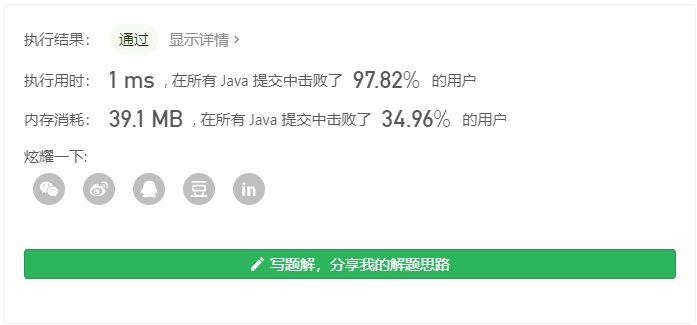 执行结果： 通过 显示详情 >
执行用时： 1 ms , 在所有 Java 提交中击败了 97.82% 的用户
内存消耗： 39.1 MB , 在所有 Java 提交中击败了 34.96% 的用户
炫耀一下:
豆 in
写题解，分享我的解题思路